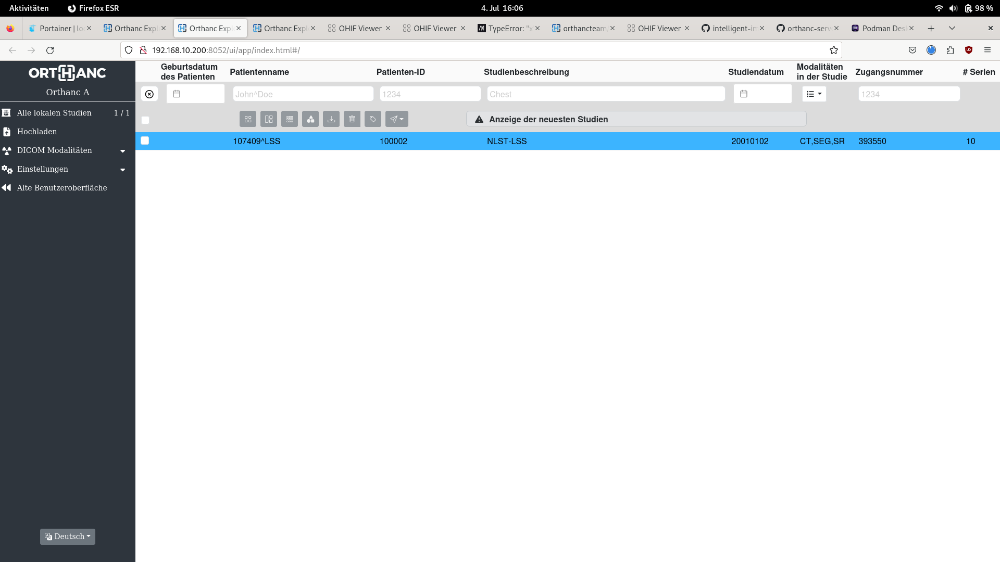 Aktivitäten Firefox ESR 4. Jul 16:06 98 %
Portainer | lo Orthanc Expl Orthanc Expl Orthanc Expl OHIF Viewer OHIF Viewer TypeError: "x orthancteam OHIF Viewer intelligent-im orthanc-serv Podman Desk
192.168.10.200:8052/ui/app/index.html#/
ORTHANC
Orthanc A
Alle lokalen Studien 1 / 1
Hochladen
DICOM Modalitäten
Einstellungen
Alte Benutzeroberfläche
Deutsch
Geburtsdatum
des Patienten
Patientenname Patienten-ID Studienbeschreibung Studiendatum
Modalitäten
in der Studie
Zugangsnummer # Serien
John^Doe 1234 Chest 1234
Anzeige der neuesten Studien
107409^LSS 100002 NLST-LSS 20010102 CT,SEG,SR 393550 10